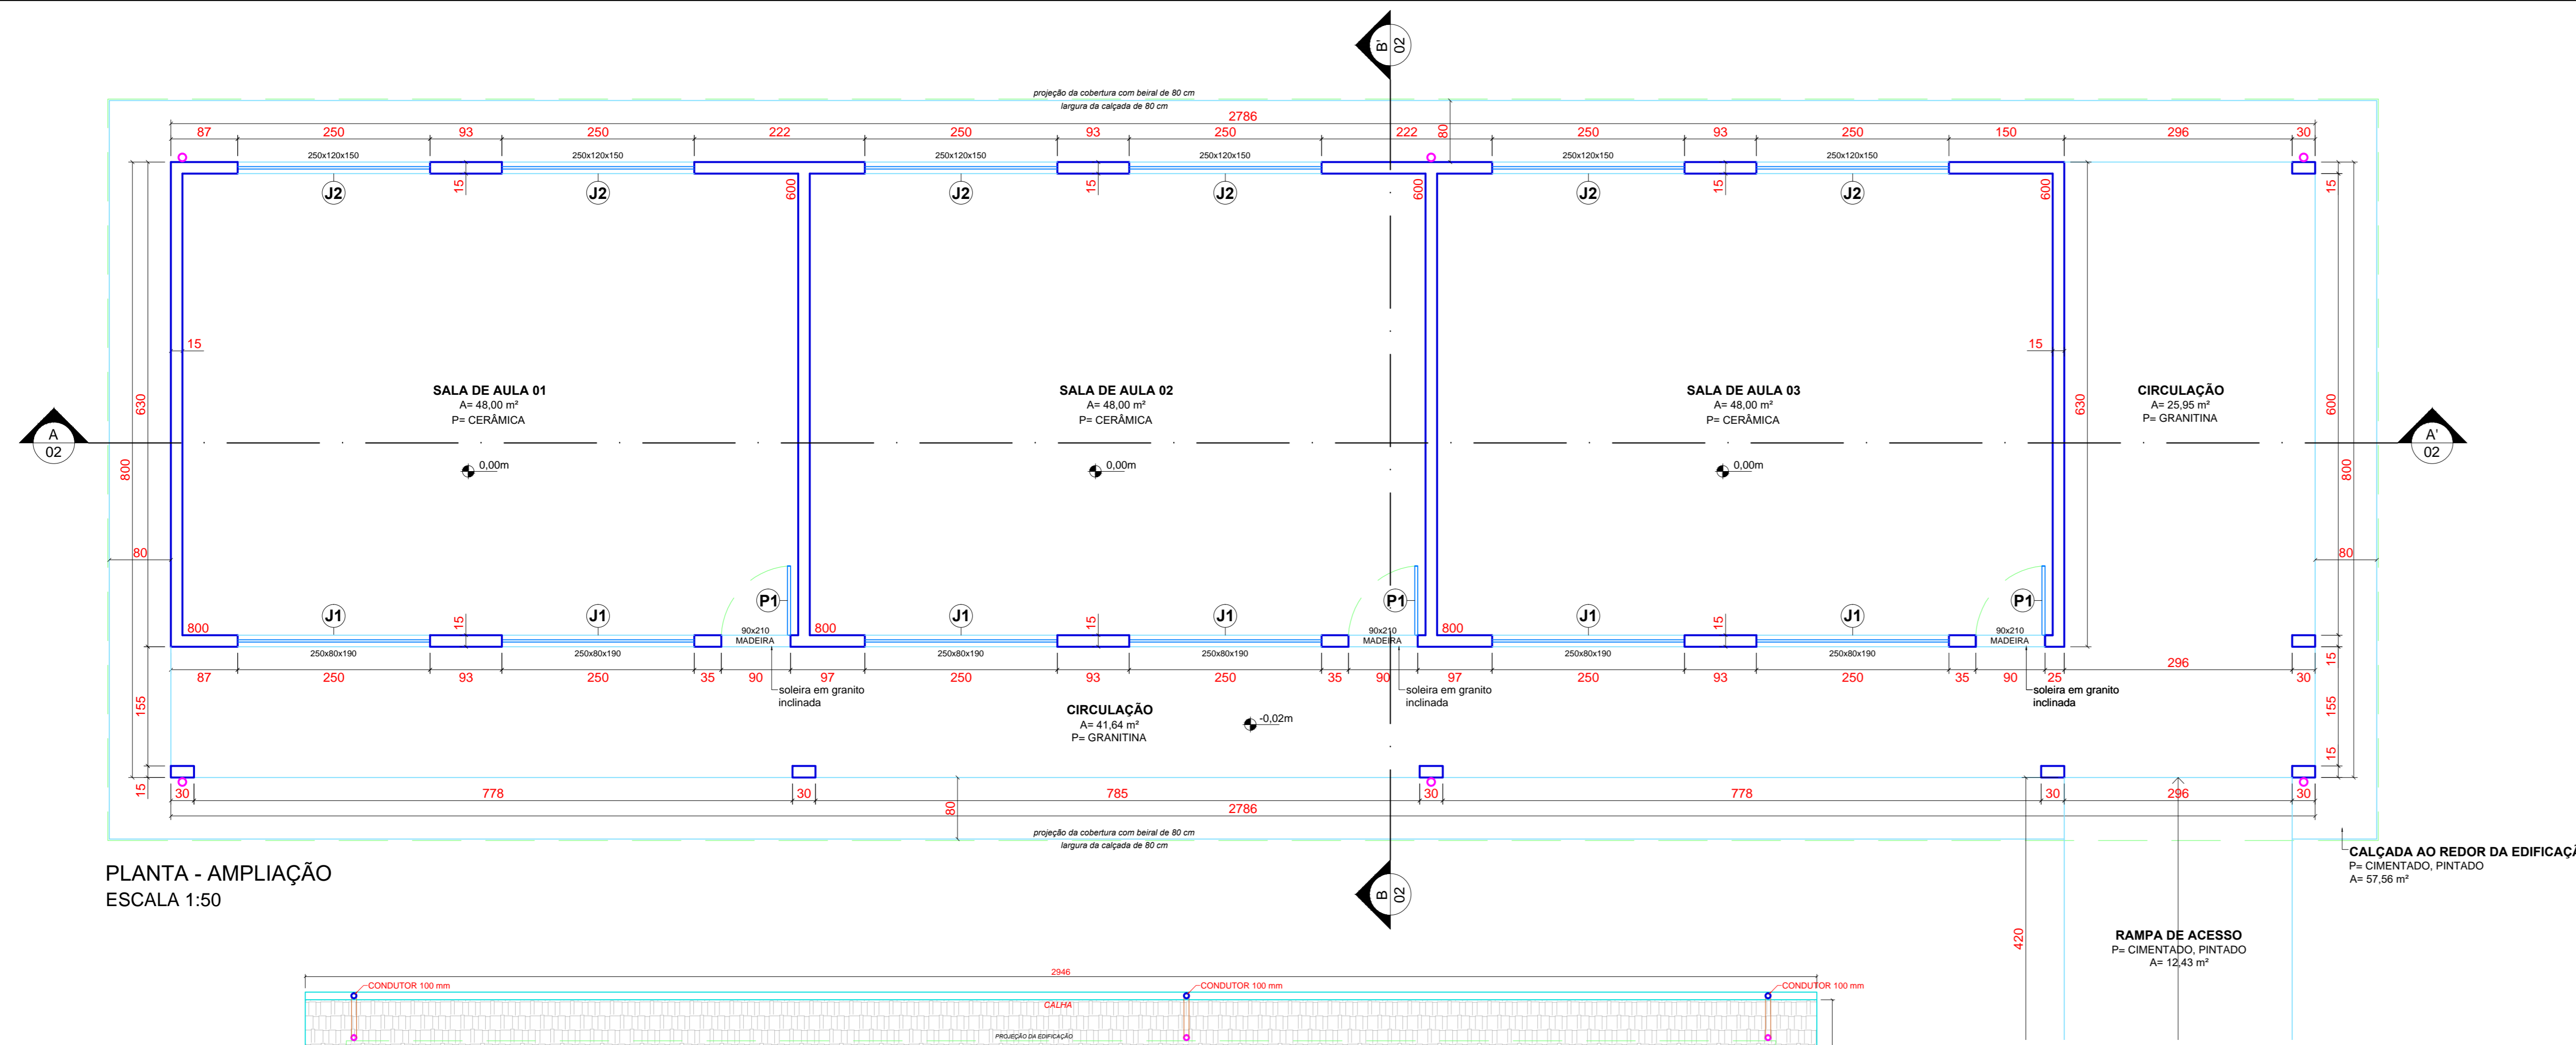 B'
02
projeção da cobertura com beiral de 80 cm
largura da calçada de 80 cm
2786
87 250 93 250 222 250 93 250 222 80 250 93 250 150 296 30
250x120x150 250x120x150 250x120x150 250x120x150 250x120x150 250x120x150
J2 15 J2 600 J2 15 J2 600 J2 15 J2 600 15
15 15
630 800 630 600 800
SALA DE AULA 01
A= 48,00 m²
P= CERÂMICA
0,00m
SALA DE AULA 02
A= 48,00 m²
P= CERÂMICA
0,00m
SALA DE AULA 03
A= 48,00 m²
P= CERÂMICA
0,00m
CIRCULAÇÃO
A= 25,95 m²
P= GRANITINA
A
02
A'
02
80 80
P1 P1 P1
J1 J1 J1 J1 J1 J1
800 15 800 15 800 15
90x210
MADEIRA
90x210
MADEIRA
90x210
MADEIRA
250x80x190 250x80x190 250x80x190 250x80x190 250x80x190 250x80x190
87 250 93 250 35 90 97 250 93 250 35 90 97 250 93 250 35 90 25 296 30
15
soleira em granito
inclinada
soleira em granito
inclinada
soleira em granito
inclinada
155 155
CIRCULAÇÃO
A= 41,64 m²
P= GRANITINA
-0,02m
15 15
30 778 30 785 30 778 30 296 30
80 2786
projeção da cobertura com beiral de 80 cm
largura da calçada de 80 cm
PLANTA - AMPLIAÇÃO
ESCALA 1:50
B
02
CALÇADA AO REDOR DA EDIFICAÇÃ
P= CIMENTADO, PINTADO
A= 57,56 m²
420
RAMPA DE ACESSO
P= CIMENTADO, PINTADO
A= 12,43 m²
2946
CONDUTOR 100 mm CONDUTOR 100 mm CONDUTOR 100 mm
CALHA
PROJEÇÃO DA EDIFICAÇÃO